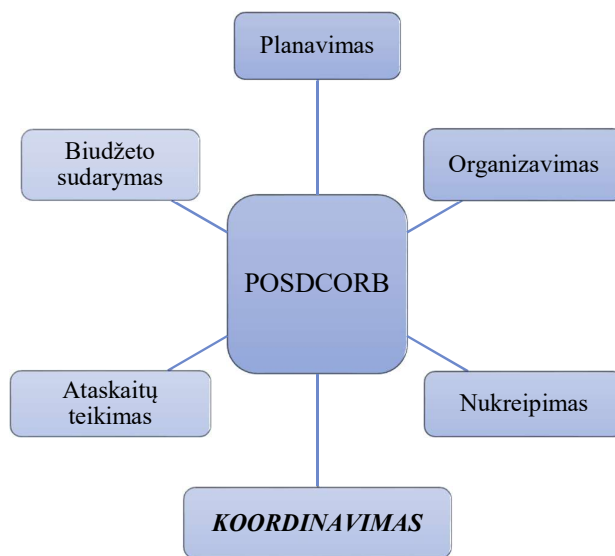 Planavimas
Biudžeto
sudarymas
Organizavimas
POSDCORB
Ataskaitų
teikimas
Nukreipimas
KOORDINAVIMAS